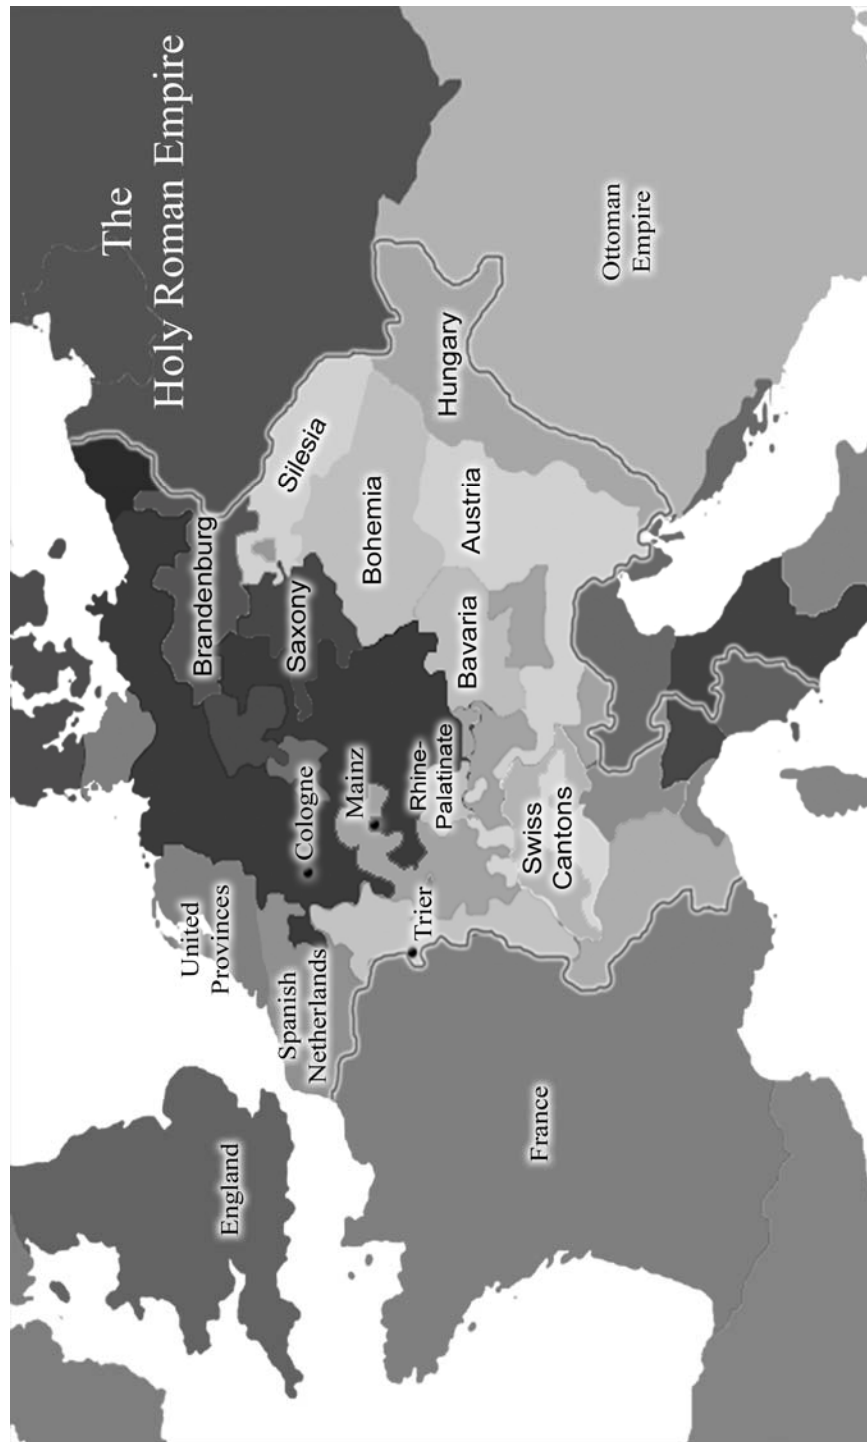 The
Holy Roman Empire
England
United
Provinces
Spanish
Netherlands
Cologne
Mainz
Trier
Rhine-
Palatinate
Brandenburg
Saxony
Silesia
Bohemia
Bavaria
Austria
Hungary
Swiss
Cantons
France
Ottoman
Empire